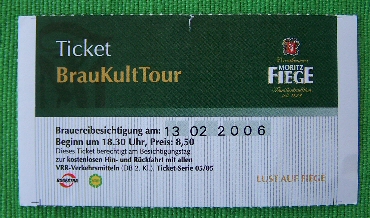 Ticket
BrauKultTour
MORITZ
FIEGE
Brauereibesichtigung am: 13 02 2006
Beginn um 18.30 Uhr, Preis: 8,50
Dieses Ticket berechtigt am Besichtigungstag
zur kostenlosen Hin- und Rückfahrt mit allen
VRR-Verkehrsmitteln (DB 2. Kl.). Ticket-Serie 05/05
BOGESTRA
LUST AUF FIEGE